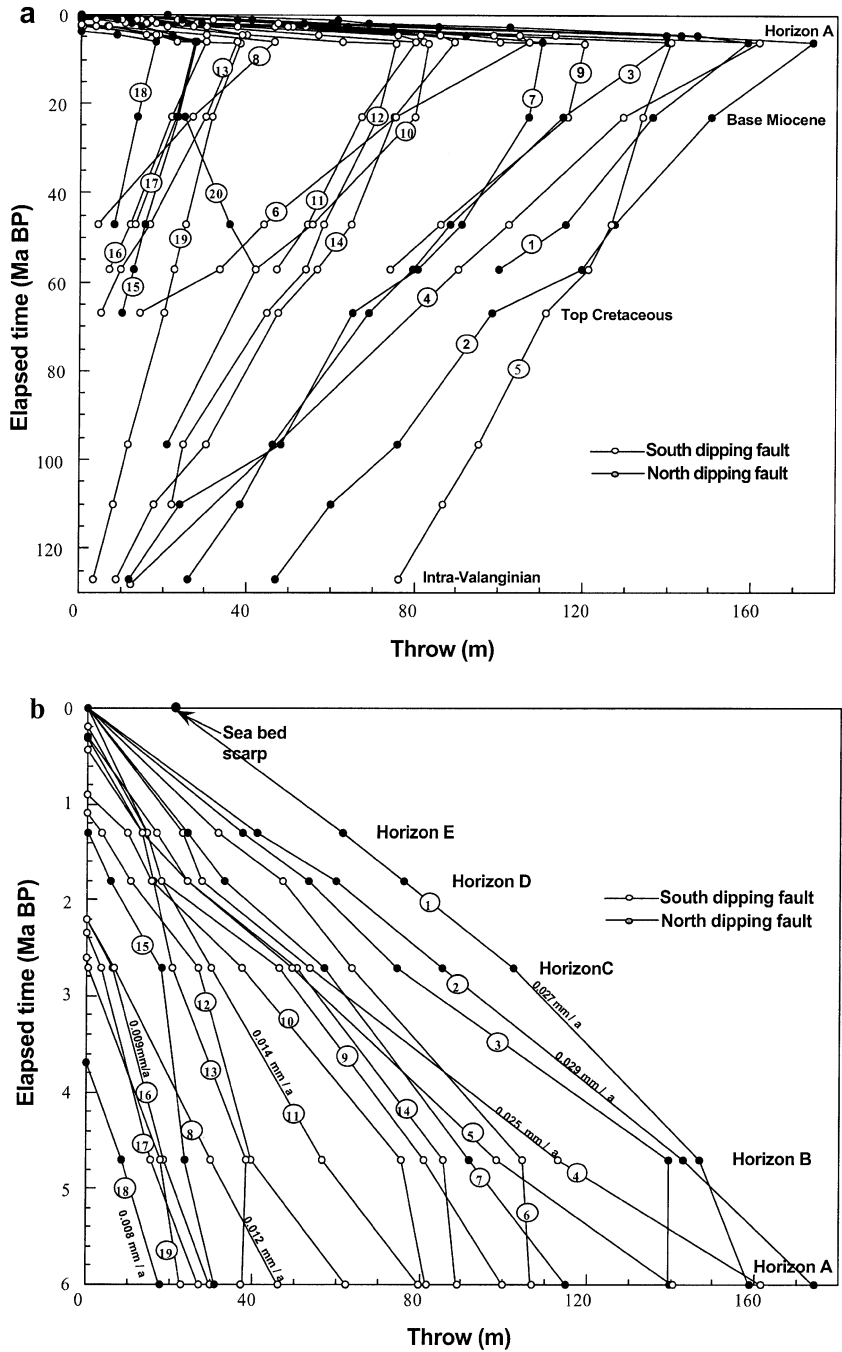 a
0
Horizon A
13
8
18
7
9
3
20
Base Miocene
12
10
17
20
40
11
6
19
14
16
1
15
60
4
Top Cretaceous
2
5
80
South dipping fault
North dipping fault
100
120
Intra-Valanginian
Elapsed time (Ma BP)
0 40 80 120 160
Throw (m)
b
0
Sea bed
scarp
1
Horizon E
Horizon D
1
South dipping fault
North dipping fault
2
15
HorizonC
2
12
0.027 mm / a
3
10
3
0.009mm/a
9
0.014 mm / a
0.029 mm / a
13
4
16
14
11
0.025 mm / a
8
5
17
Horizon B
4
7
18
5
6
19
0.008 mm / a
0.012 mm / a
Horizon A
6
Elapsed time (Ma BP)
0 40 80 120 160
Throw (m)